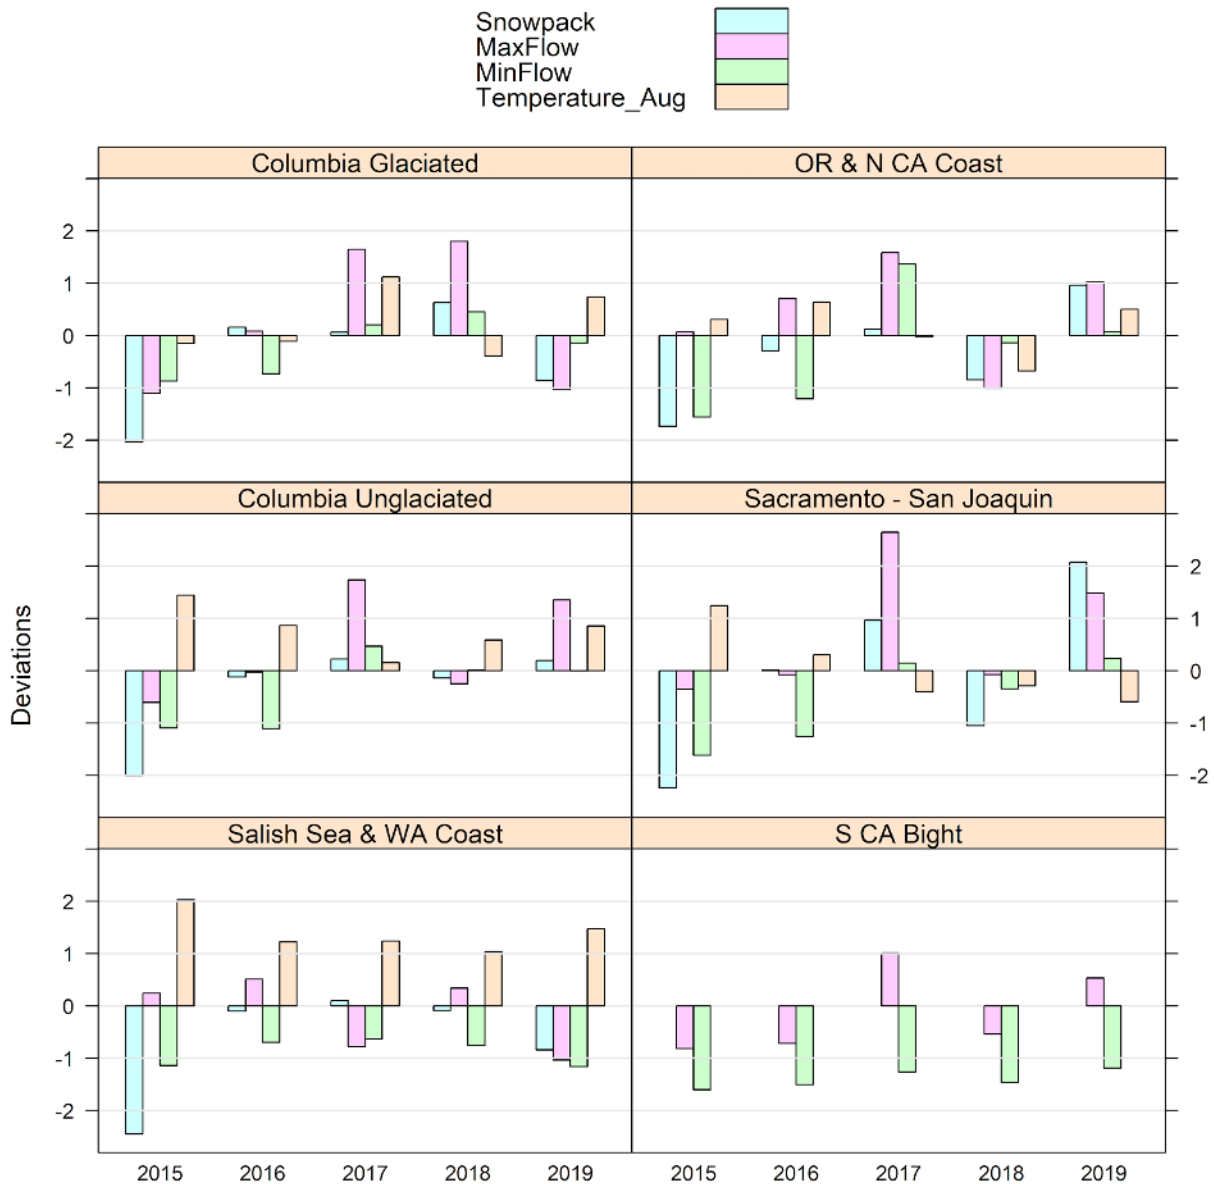 Snowpack
MaxFlow
MinFlow
Temperature_Aug
Columbia Glaciated
OR & N CA Coast
2
1
0
-1
-2
Columbia Unglaciated
Sacramento - San Joaquin
2
1
0
-1
-2
Deviations
Salish Sea & WA Coast
S CA Bight
2
1
0
-1
-2
2015 2016 2017 2018 2019 2015 2016 2017 2018 2019